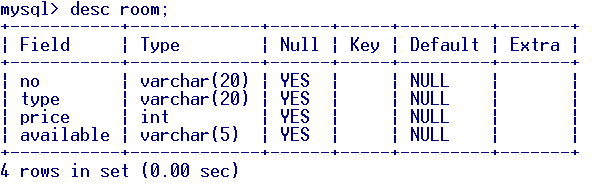 mysql> desc room;
+-----------+-------------+------+-----+---------+-------+
| Field     | Type        | Null | Key | Default | Extra |
+-----------+-------------+------+-----+---------+-------+
| no        | varchar(20) | YES  |     | NULL    |       |
| type      | varchar(20) | YES  |     | NULL    |       |
| price     | int         | YES  |     | NULL    |       |
| available | varchar(5)  | YES  |     | NULL    |       |
+-----------+-------------+------+-----+---------+-------+
4 rows in set (0.00 sec)